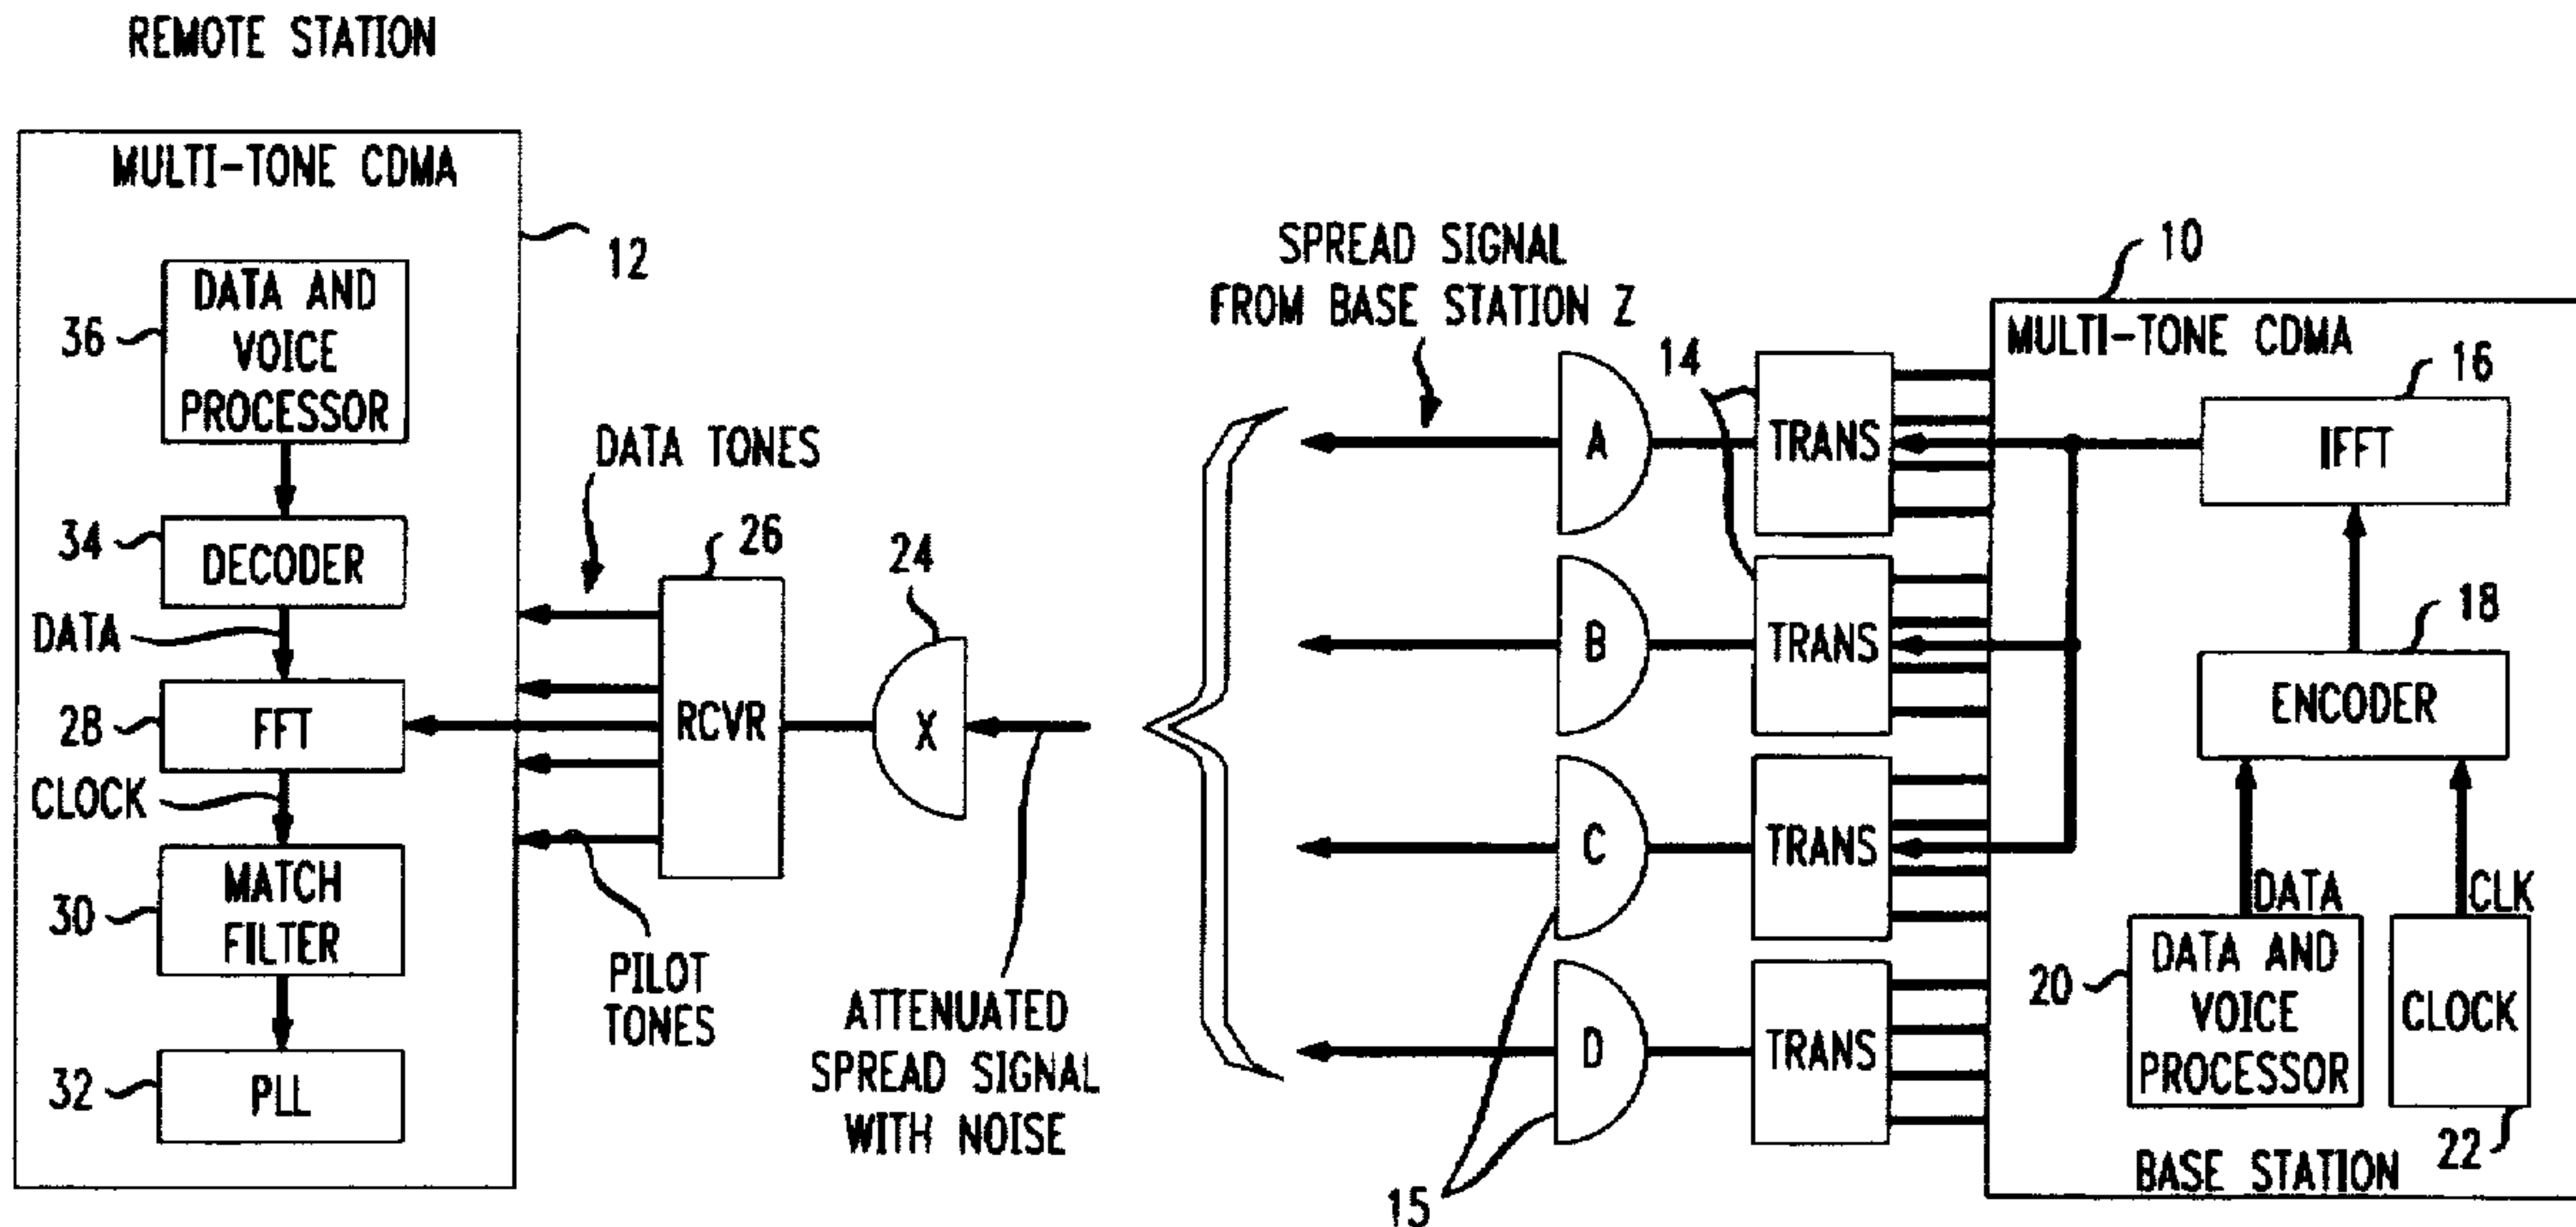 REMOTE STATION
MULTI-TONE CDMA
12
DATA AND
VOICE
PROCESSOR
36
DECODER
34
DATA
FFT
28
CLOCK
MATCH
FILTER
30
PLL
32
DATA TONES
PILOT
TONES
26
RCVR
24
X
ATTENUATED
SPREAD SIGNAL
WITH NOISE
SPREAD SIGNAL
FROM BASE STATION Z
A
B
C
D
15
14
TRANS
TRANS
TRANS
TRANS
10
MULTI-TONE CDMA
16
IFFT
18
ENCODER
DATA
CLK
20
DATA AND
VOICE
PROCESSOR
CLOCK
22
BASE STATION